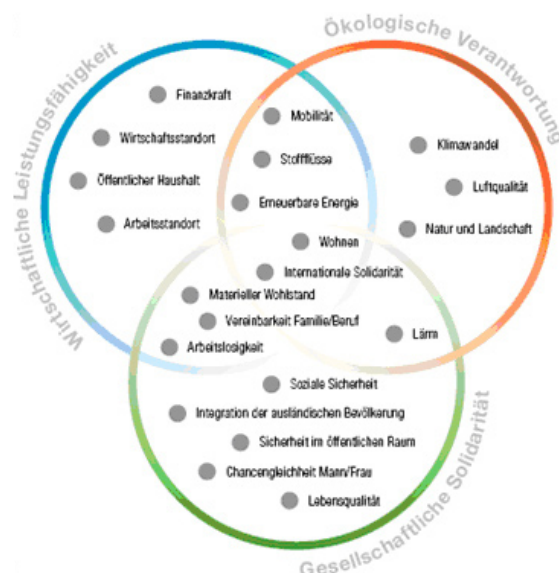 Wirtschaftliche Leistungsfähigkeit
Ökologische Verantwortung
Finanzkraft
Mobilität
Wirtschaftsstandort
Klimawandel
Stoffflüsse
Öffentlicher Haushalt
Luftqualität
Erneuerbare Energie
Arbeitsstandort
Natur und Landschaft
Wohnen
Internationale Solidarität
Materieller Wohlstand
Vereinbarkeit Familie/Beruf
Lärm
Arbeitslosigkeit
Soziale Sicherheit
Integration der ausländischen Bevölkerung
Sicherheit im öffentlichen Raum
Chancengleichheit Mann/Frau
Lebensqualität
Gesellschaftliche Solidarität